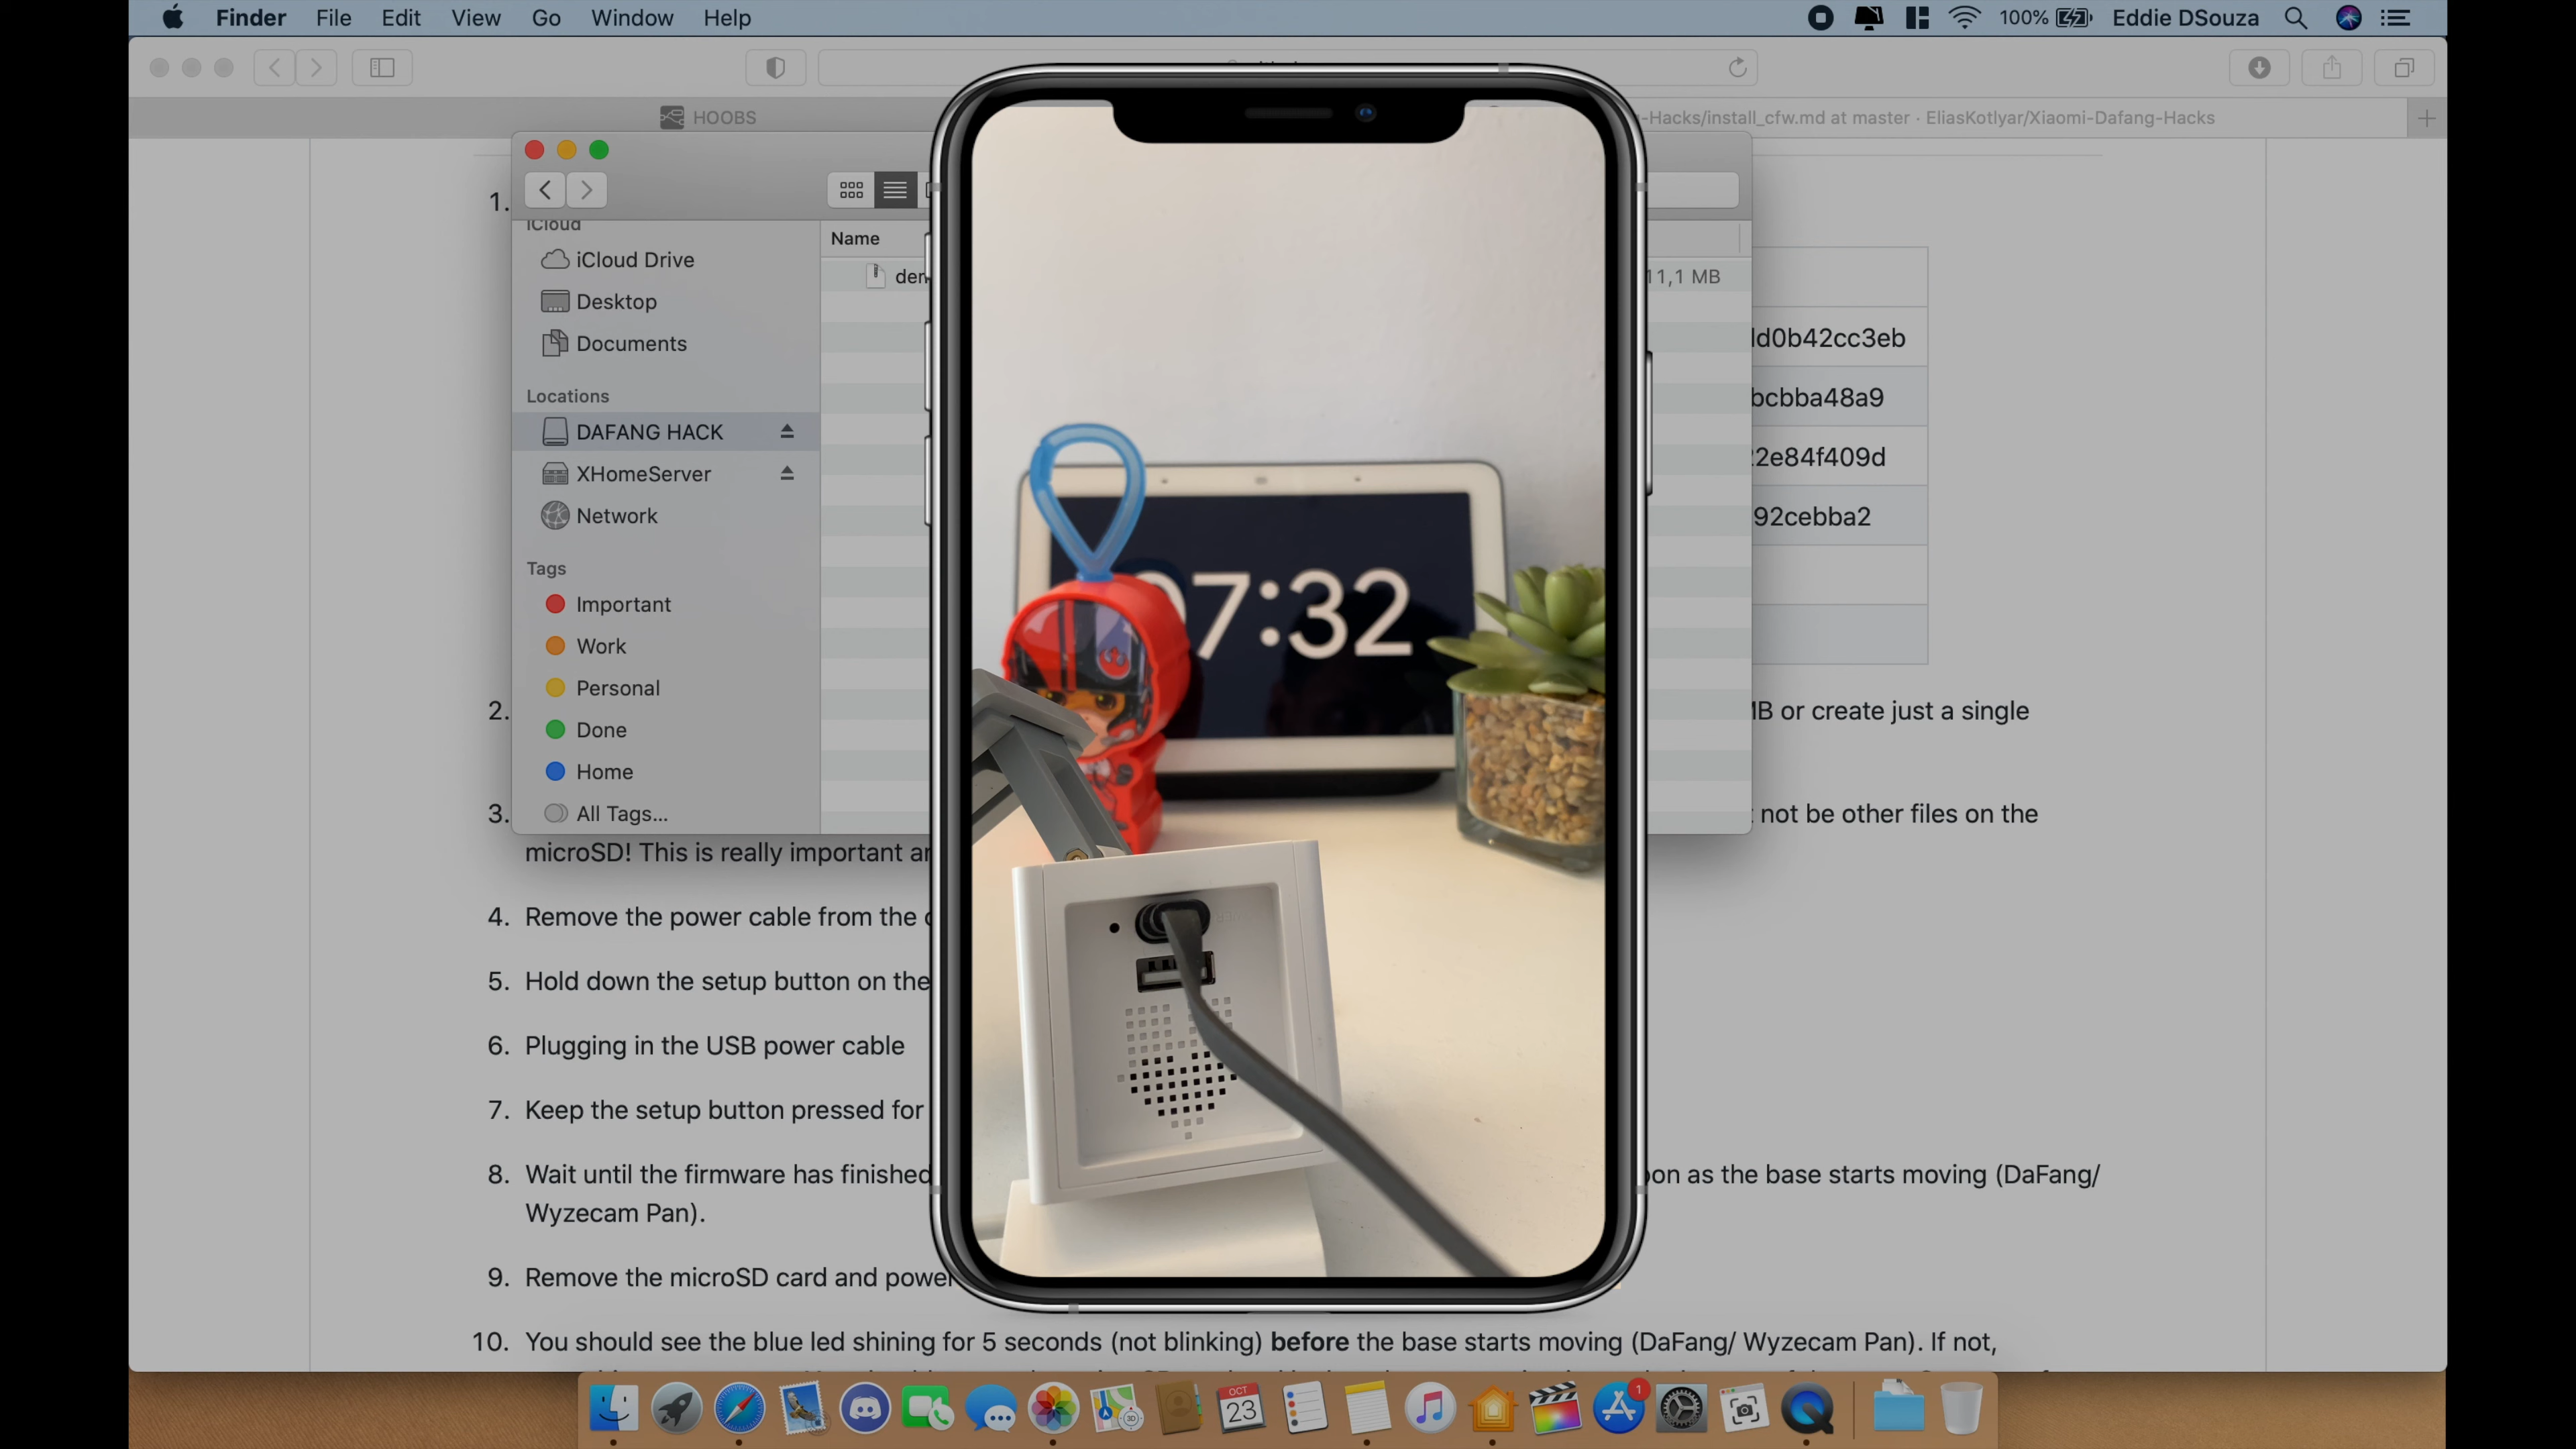 Finder File Edit View Go Window Help
100% Eddie DSouza
HOOBS
-Hacks/install_cfw.md at master · EliasKotlyar/Xiaomi-Dafang-Hacks
1.
iCloud
iCloud Drive
Desktop
Documents
Locations
DAFANG HACK
XHomeServer
Network
Tags
Important
Work
Personal
Done
Home
All Tags...
Name
11,1 MB
d0b42cc3eb
bcbba48a9
2e84f409d
92cebba2
07:32
2. or create just a single
3. not be other files on the
microSD! This is really important
4. Remove the power cable from the
5. Hold down the setup button on the
6. Plugging in the USB power cable
7. Keep the setup button pressed for
8. Wait until the firmware has finished as the base starts moving (DaFang/
Wyzecam Pan).
9. Remove the microSD card and power
10. You should see the blue led shining for 5 seconds (not blinking) before the base starts moving (DaFang/ Wyzecam Pan). If not,
OCT
23
3D
1